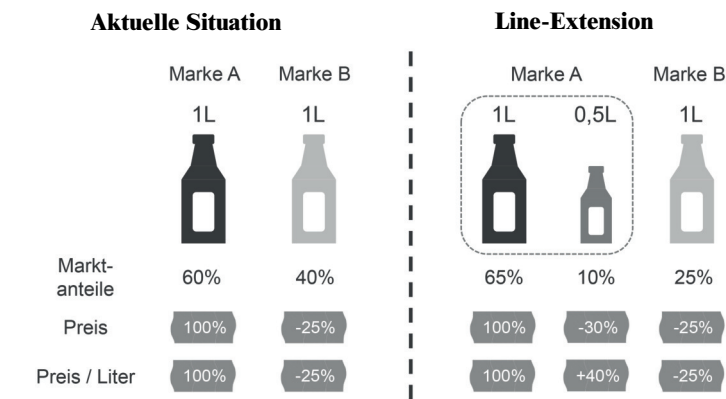 Aktuelle Situation
Line-Extension
Marke A Marke B
Marke A Marke B
1L 1L
1L 0,5L 1L
Markt-
anteile 60% 40% 65% 10% 25%
Preis 100% -25% 100% -30% -25%
Preis / Liter 100% -25% 100% +40% -25%